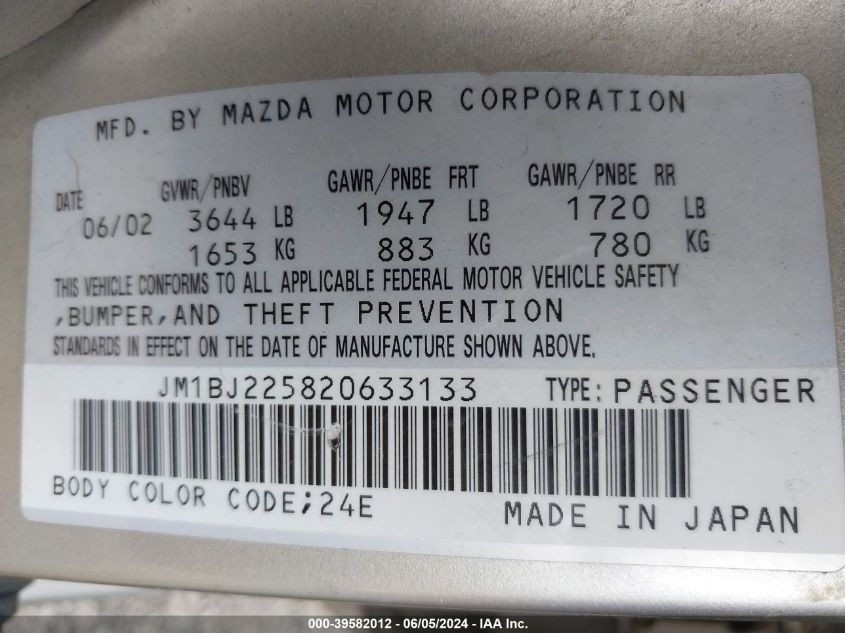 MFD. BY MAZDA MOTOR CORPORATION
DATE GVWR/PNBV GAWR/PNBE FRT GAWR/PNBE RR
06/02 3644 LB 1947 LB 1720 LB
1653 KG 883 KG 780 KG
THIS VEHICLE CONFORMS TO ALL APPLICABLE FEDERAL MOTOR VEHICLE SAFETY
,BUMPER,AND THEFT PREVENTION
STANDARDS IN EFFECT ON THE DATE OF MANUFACTURE SHOWN ABOVE.
JM1BJ225820633133 TYPE: PASSENGER
BODY COLOR CODE;24E MADE IN JAPAN
000-39582012 - 06/05/2024 - IAA Inc.